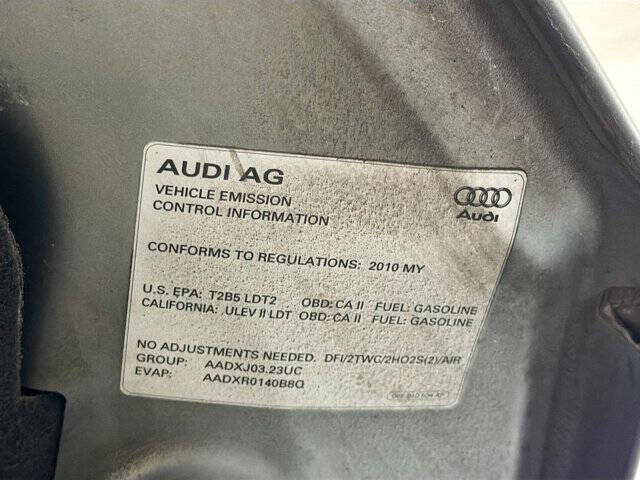 AUDI AG
VEHICLE EMISSION
CONTROL INFORMATION
Audi
CONFORMS TO REGULATIONS: 2010 MY
U.S. EPA: T2B5 LDT2 OBD: CA II FUEL: GASOLINE
CALIFORNIA: ULEV II LDT OBD: CA II FUEL: GASOLINE
NO ADJUSTMENTS NEEDED. DFI/2TWC/2HO2S(2)/AIR
GROUP: AADXJ03.23UC
EVAP: AADXR0140B8Q